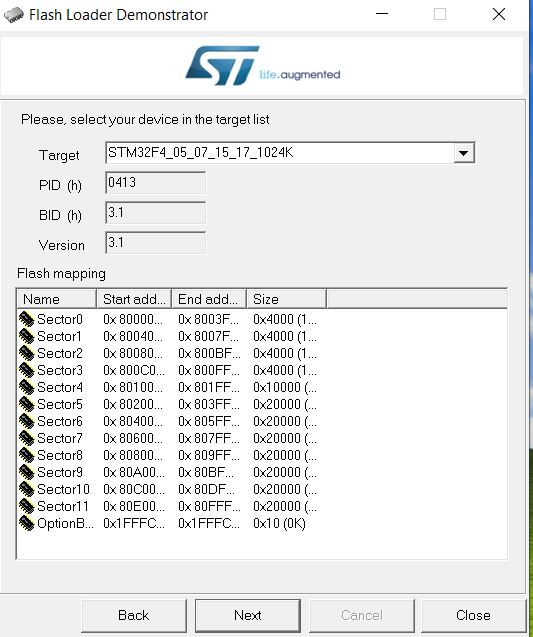 Flash Loader Demonstrator
ST life.augmented
Please, select your device in the target list
Target STM32F4_05_07_15_17_1024K
PID (h) 0413
BID (h) 3.1
Version 3.1
Flash mapping
Name Start add... End add... Size
Sector0 0x 80000... 0x 8003F... 0x4000 (1...
Sector1 0x 80040... 0x 8007F... 0x4000 (1...
Sector2 0x 80080... 0x 800BF... 0x4000 (1...
Sector3 0x 800C0... 0x 800FF... 0x4000 (1...
Sector4 0x 80100... 0x 801FF... 0x10000 (...
Sector5 0x 80200... 0x 803FF... 0x20000 (...
Sector6 0x 80400... 0x 805FF... 0x20000 (...
Sector7 0x 80600... 0x 807FF... 0x20000 (...
Sector8 0x 80800... 0x 809FF... 0x20000 (...
Sector9 0x 80A00... 0x 80BF... 0x20000 (...
Sector10 0x 80C00... 0x 80DF... 0x20000 (...
Sector11 0x 80E00... 0x 80FFF... 0x20000 (...
OptionB... 0x1FFFC... 0x1FFFC... 0x10 (0K)
Back Next Cancel Close